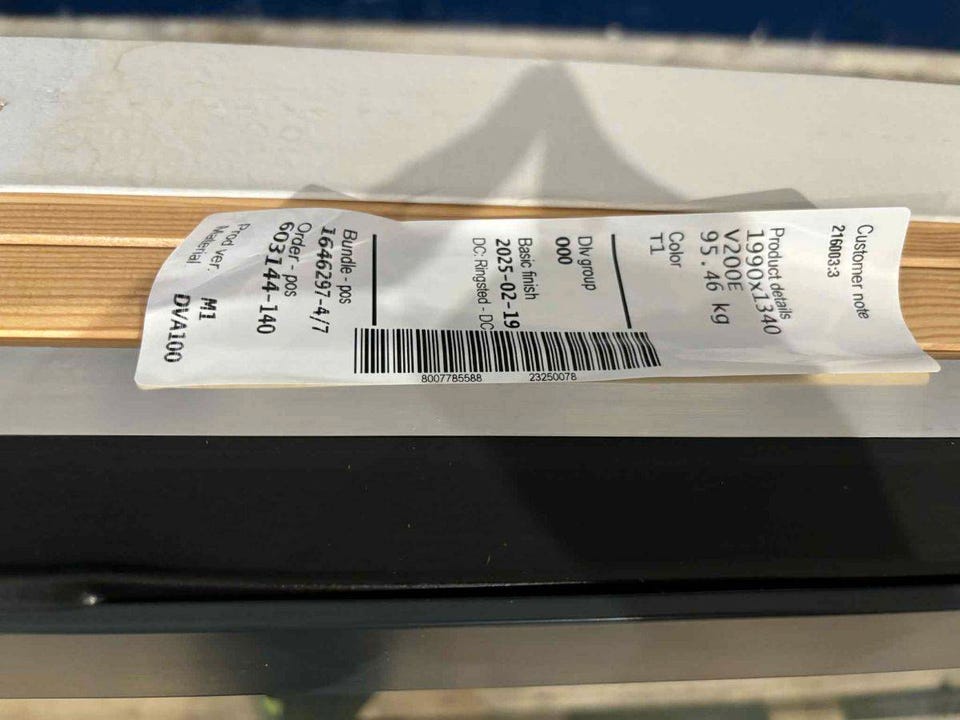 Customer note
216003:3
Product details
1990x1340
V200E
95.46 kg
Color
T1
Div group
000
Basic finish
2025-02-19
DC: Ringsted - DC
8007785588 23250078
Bundle - pos
1646297-4/7
Order - pos
603144-140
Prod ver. M1
Material DVA100